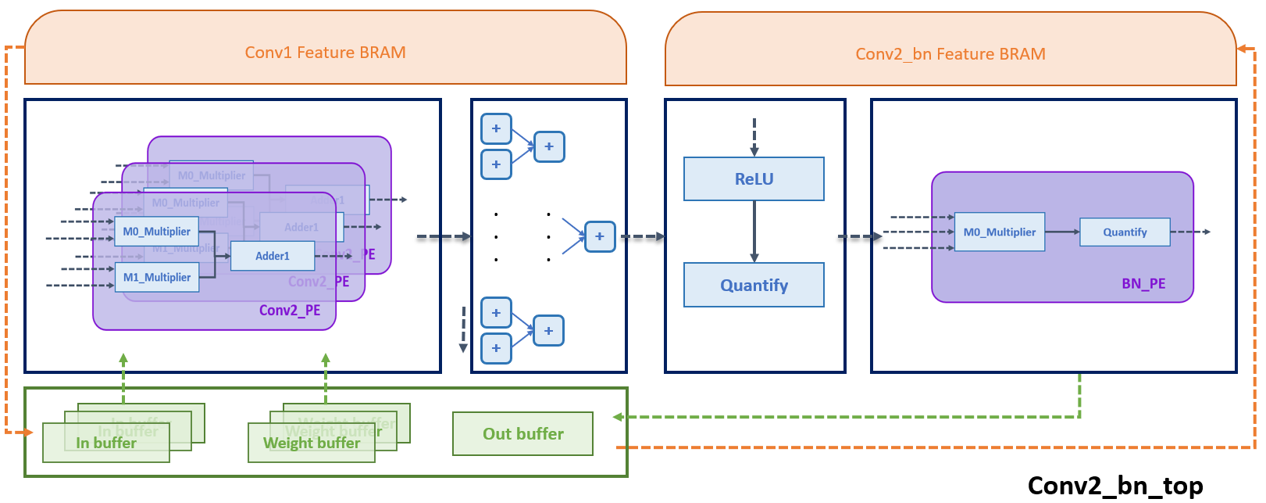 Conv1 Feature BRAM
Conv2_bn Feature BRAM
M0_Multiplier
Adder1
M0_Multiplier
M1_Multiplier
Adder1
Conv2_PE
M0_Multiplier
M1_Multiplier
Adder1
Conv2_PE
+
+
+
+
+
+
+
ReLU
Quantify
M0_Multiplier
Quantify
BN_PE
In buffer
In buffer
In buffer
Weight buffer
Weight buffer
Weight buffer
Out buffer
Conv2_bn_top